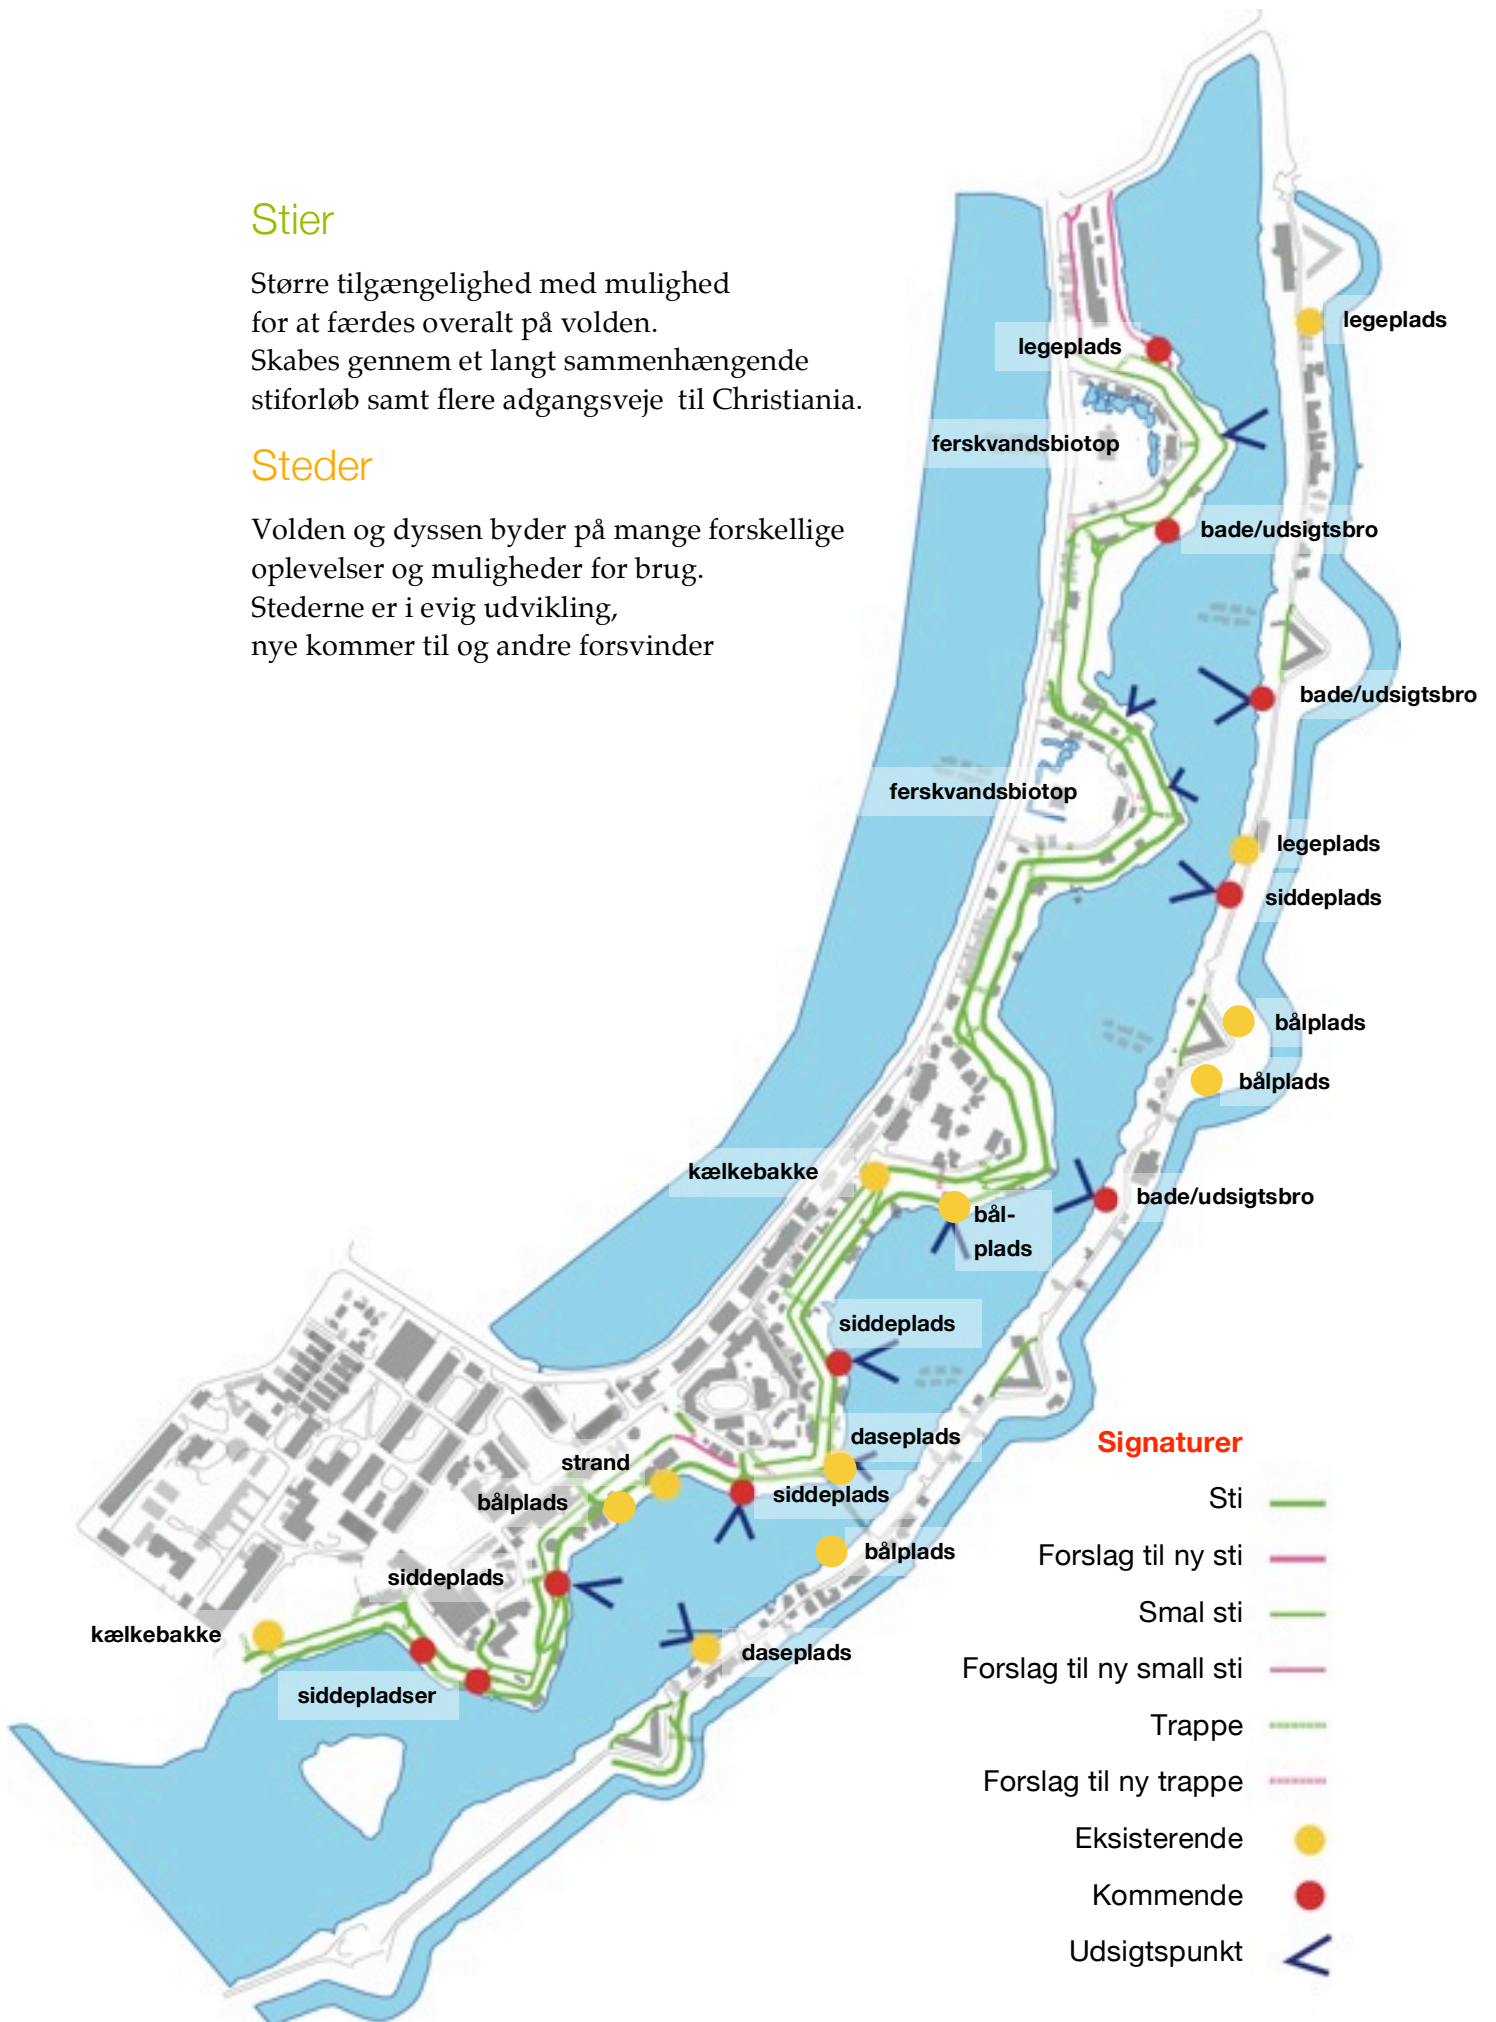 Stier
Større tilgængelighed med mulighed
for at færdes overalt på volden.
Skabes gennem et langt sammenhængende
stiforløb samt flere adgangsveje til Christiania.
Steder
Volden og dyssen byder på mange forskellige
oplevelser og muligheder for brug.
Stederne er i evig udvikling,
nye kommer til og andre forsvinder
legeplads
legeplads
ferskvandsbiotop
bade/udsigtsbro
bade/udsigtsbro
ferskvandsbiotop
legeplads
siddeplads
bålplads
bålplads
kælkebakke
bade/udsigtsbro
bål-
plads
siddeplads
daseplads
strand
siddeplads
bålplads
bålplads
siddeplads
kælkebakke
daseplads
siddepladser
Signaturer
Sti
Forslag til ny sti
Smal sti
Forslag til ny small sti
Trappe
Forslag til ny trappe
Eksisterende
Kommende
Udsigtspunkt